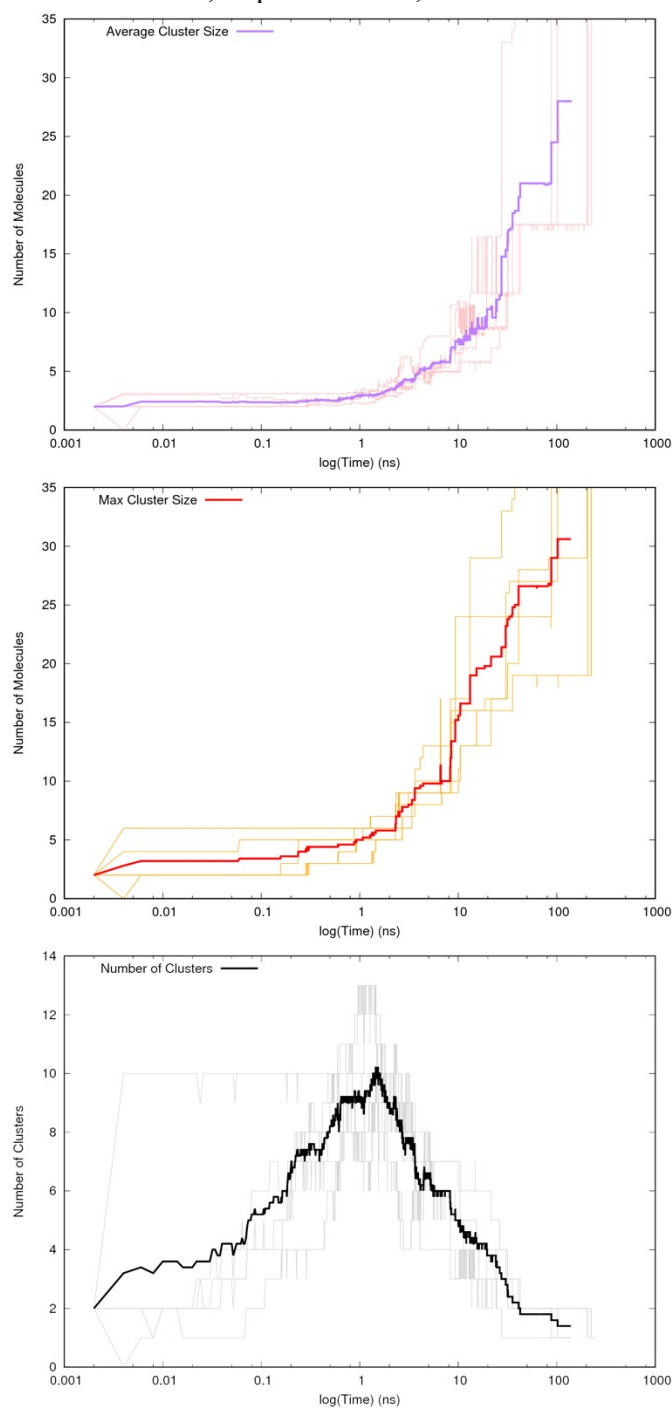 Average Cluster Size
35
30
25
20
15
10
5
0
Number of Molecules
0.001 0.01 0.1 1 10 100 1000
log(Time) (ns)
Max Cluster Size
35
30
25
20
15
10
5
0
Number of Molecules
0.001 0.01 0.1 1 10 100 1000
log(Time) (ns)
Number of Clusters
14
12
10
8
6
4
2
0
Number of Clusters
0.001 0.01 0.1 1 10 100 1000
log(Time) (ns)